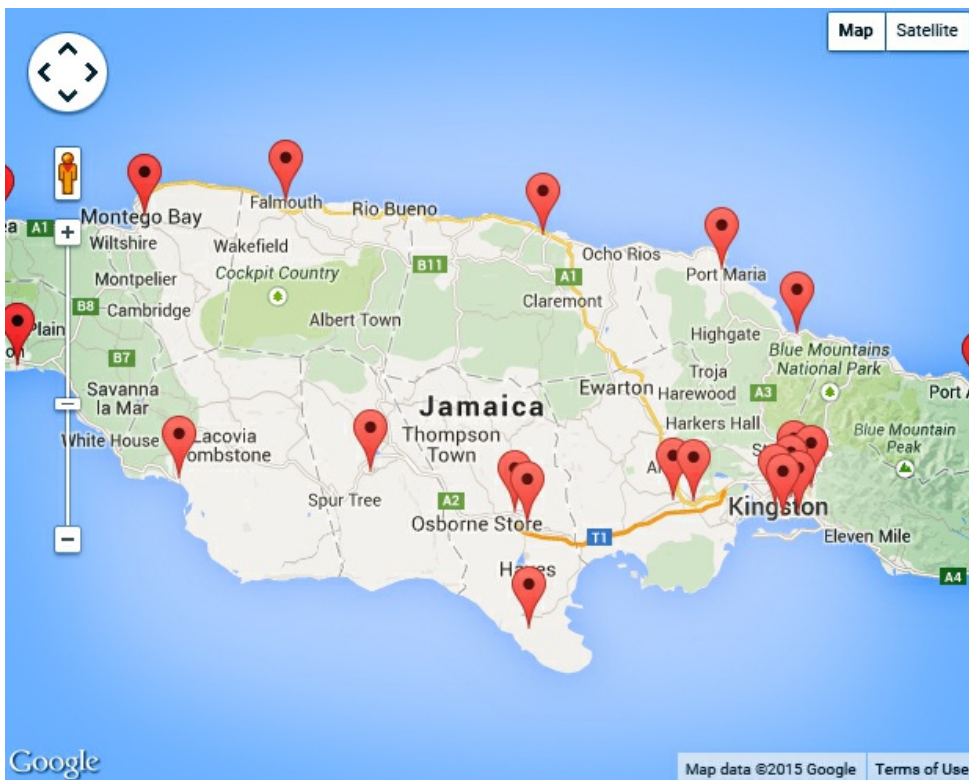 Map Satellite
Falmouth
Rio Bueno
Montego Bay
A1
Wiltshire
Wakefield
Ocho Rios
B11
A1
Port Maria
Montpelier
Cockpit Country
Claremont
B8
Cambridge
Albert Town
Highgate
Plain
Blue Mountains
National Park
B7
Troja
Savanna
la Mar
Ewarton
Harewood
A3
Port A
Jamaica
Harkers Hall
White House
Lacovia
Tombstone
Thompson
Town
Blue Mountain
Peak
Spur Tree
A2
Osborne Store
Kingston
T1
Eleven Mile
Hayes
A4
Google
Map data ©2015 Google Terms of Use